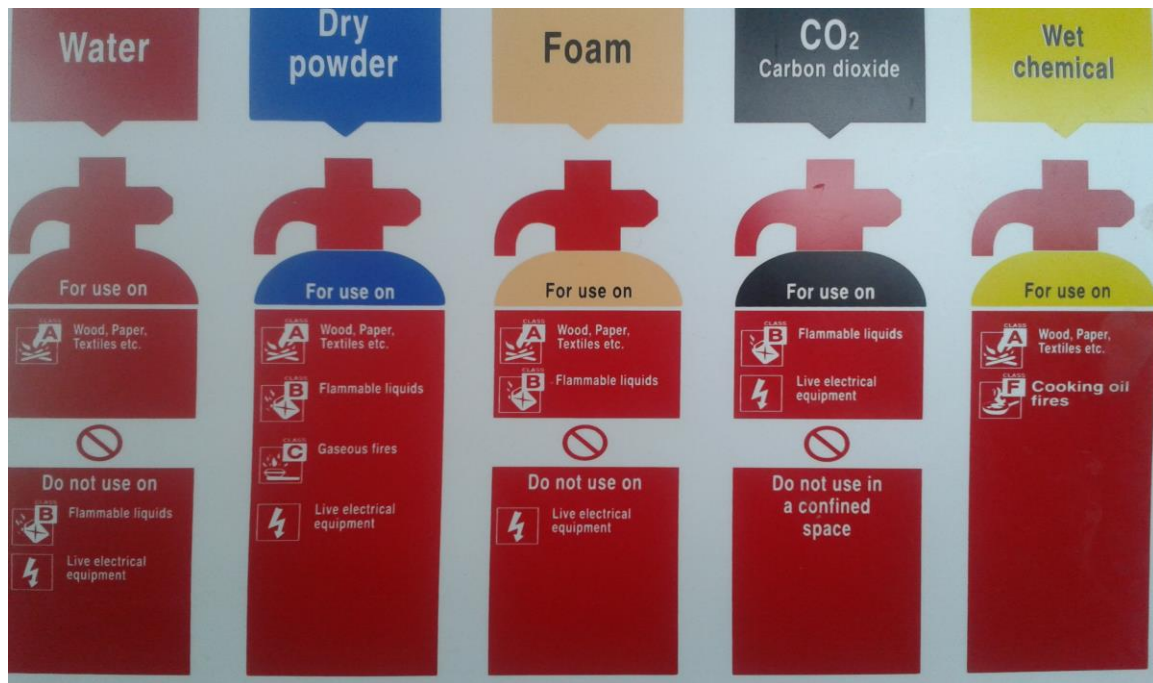 Water
For use on
CLASS
A
Wood, Paper,
Textiles etc.
Do not use on
CLASS
B
Flammable liquids
Live electrical
equipment
Dry
powder
For use on
CLASS
A
Wood, Paper,
Textiles etc.
CLASS
B
Flammable liquids
CLASS
C
Gaseous fires
Live electrical
equipment
Foam
For use on
CLASS
A
Wood, Paper,
Textiles etc.
CLASS
B
Flammable liquids
Do not use on
Live electrical
equipment
CO₂
Carbon dioxide
For use on
CLASS
B
Flammable liquids
Live electrical
equipment
Do not use in
a confined
space
Wet
chemical
For use on
CLASS
A
Wood, Paper,
Textiles etc.
CLASS
F
Cooking oil
fires